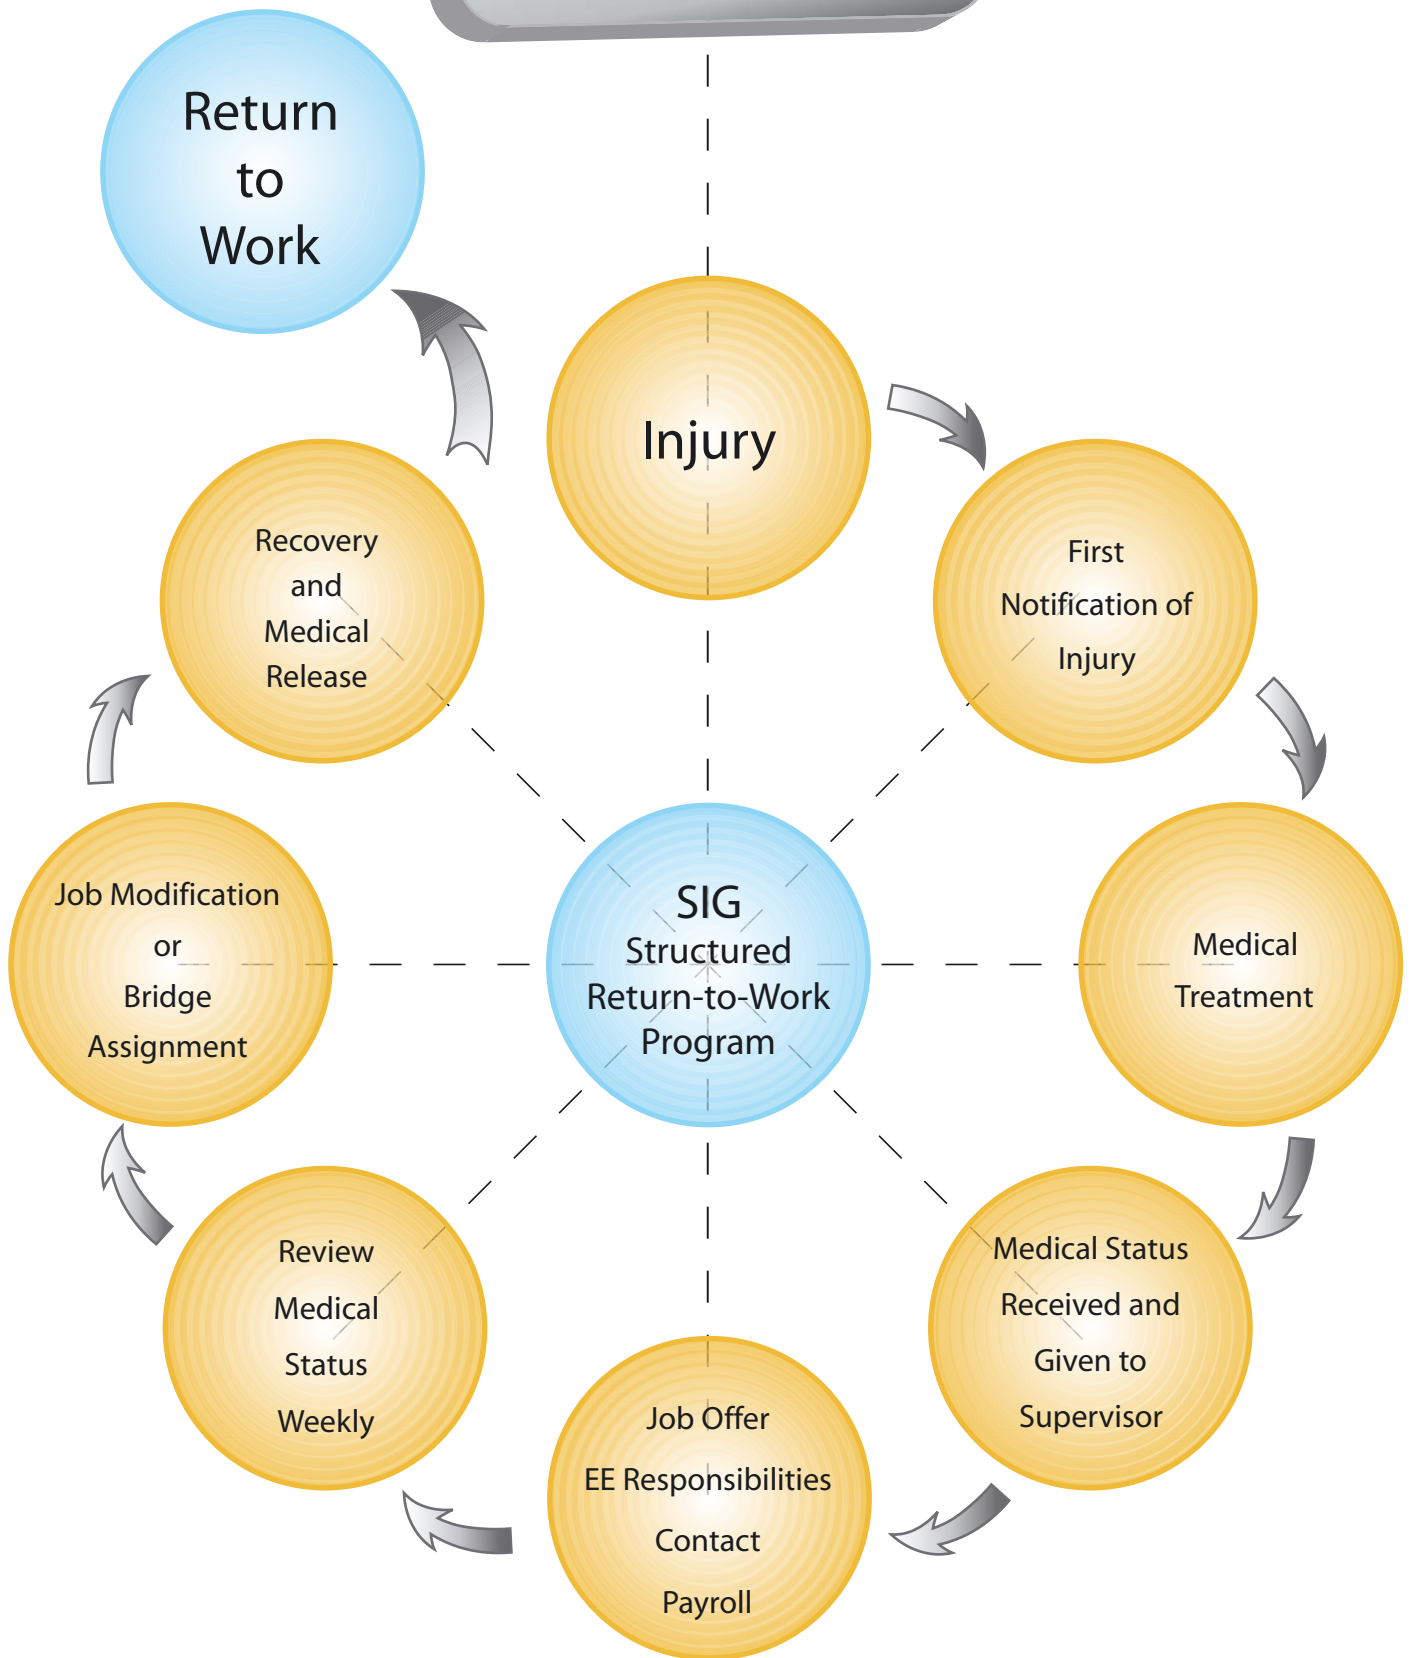 Return
to
Work
Injury
First
Notification of
Injury
Medical
Treatment
Medical Status
Received and
Given to
Supervisor
Job Offer
EE Responsibilities
Contact
Payroll
Review
Medical
Status
Weekly
Job Modification
or
Bridge
Assignment
Recovery
and
Medical
Release
SIG
Structured
Return-to-Work
Program